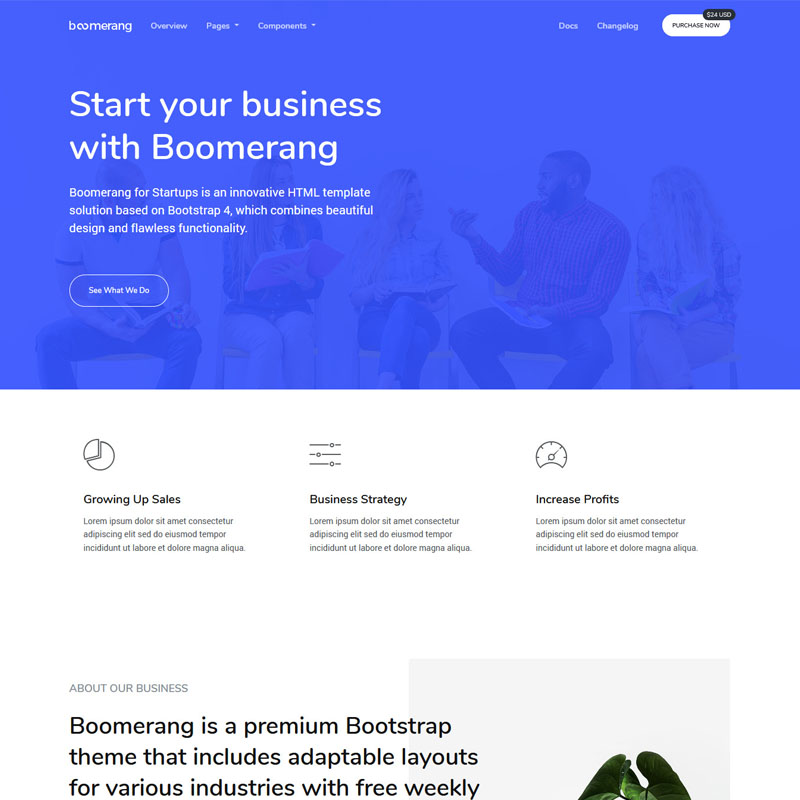 $24 USD
boomerang Overview Pages Components Docs Changelog PURCHASE NOW
Start your business
with Boomerang
Boomerang for Startups is an innovative HTML template
solution based on Bootstrap 4, which combines beautiful
design and flawless functionality.
See What We Do
Growing Up Sales
Lorem ipsum dolor sit amet consectetur
adipiscing elit sed do eiusmod tempor
incididunt ut labore et dolore magna aliqua.
Business Strategy
Lorem ipsum dolor sit amet consectetur
adipiscing elit sed do eiusmod tempor
incididunt ut labore et dolore magna aliqua.
Increase Profits
Lorem ipsum dolor sit amet consectetur
adipiscing elit sed do eiusmod tempor
incididunt ut labore et dolore magna aliqua.
ABOUT OUR BUSINESS
Boomerang is a premium Bootstrap
theme that includes adaptable layouts
for various industries with free weekly